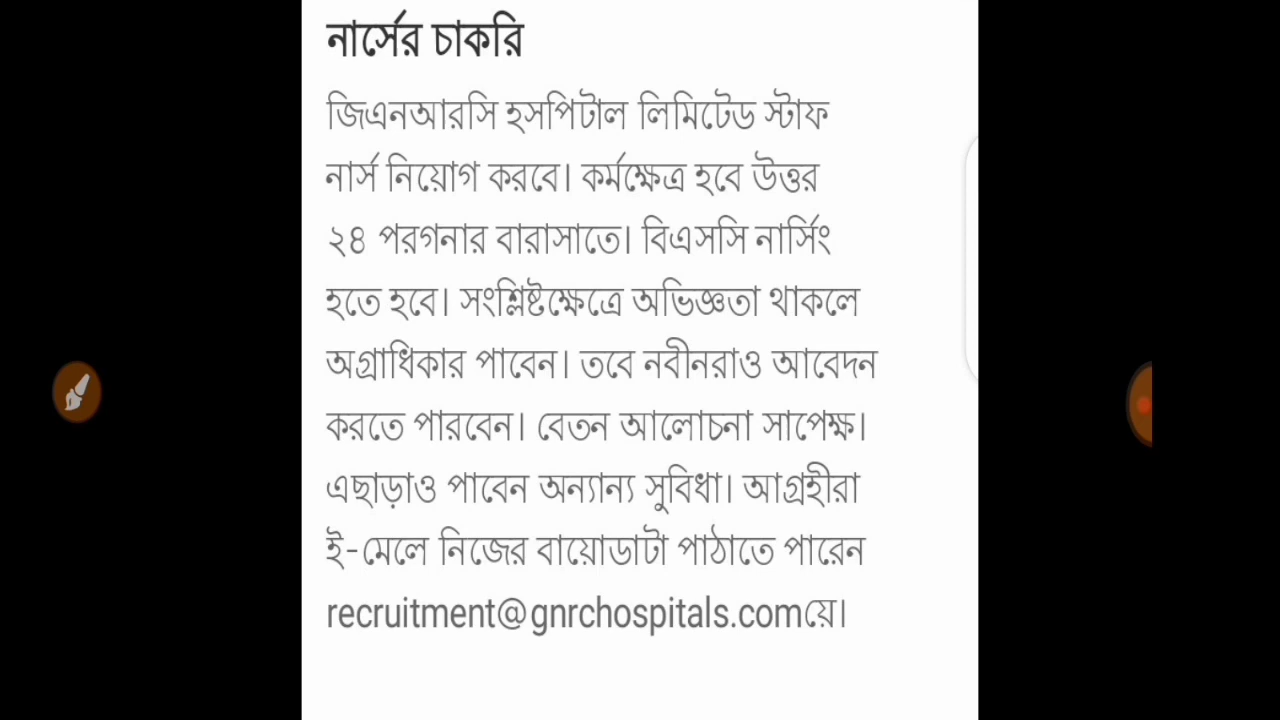 নার্সের চাকরি
জিএনআরসি হসপিটাল লিমিটেড স্টাফ
নার্স নিয়োগ করবে। কর্মক্ষেত্র হবে উত্তর
২৪ পরগনার বারাসাতে। বিএসসি নার্সিং
হতে হবে। সংশ্লিষ্টক্ষেত্রে অভিজ্ঞতা থাকলে
অগ্রাধিকার পাবেন। তবে নবীনরাও আবেদন
করতে পারবেন। বেতন আলোচনা সাপেক্ষ।
এছাড়াও পাবেন অন্যান্য সুবিধা। আগ্রহীরা
ই-মেলে নিজের বায়োডাটা পাঠাতে পারেন
recruitment@gnrchospitals.comয়ে।